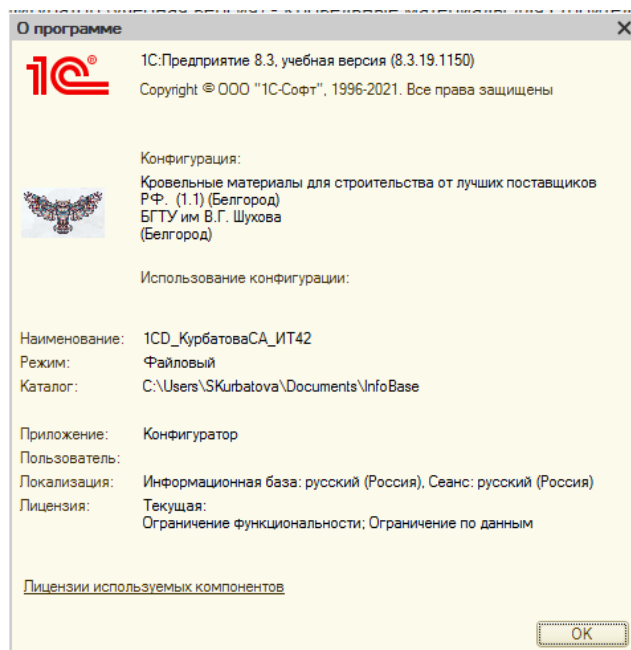 О программе
1С®
1С:Предприятие 8.3, учебная версия (8.3.19.1150)
Copyright © ООО "1С-Софт", 1996-2021. Все права защищены
Конфигурация:
Кровельные материалы для строительства от лучших поставщиков
РФ. (1.1) (Белгород)
БГТУ им В.Г. Шухова
(Белгород)
Использование конфигурации:
Наименование: 1CD_КурбатоваСА_ИТ42
Режим: Файловый
Каталог: C:\Users\SKurbatova\Documents\InfoBase
Приложение: Конфигуратор
Пользователь:
Локализация: Информационная база: русский (Россия), Сеанс: русский (Россия)
Лицензия: Текущая:
Ограничение функциональности; Ограничение по данным
Лицензии используемых компонентов
OK